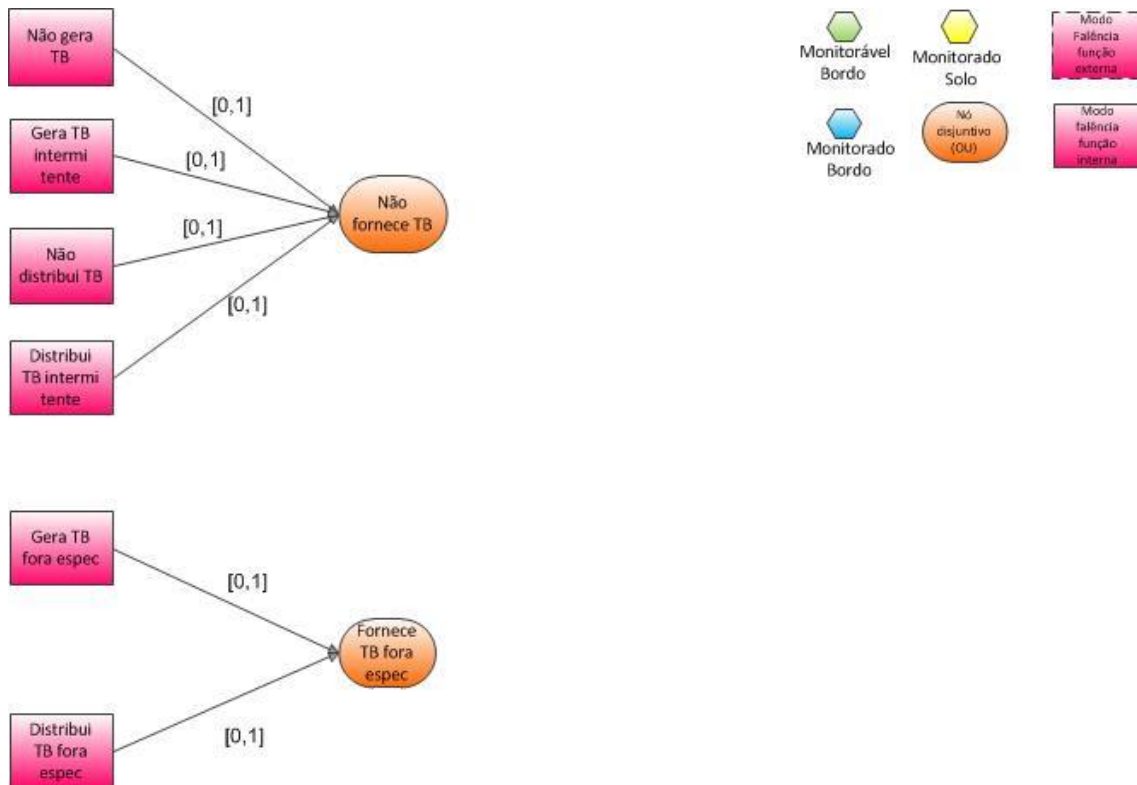 Não gera
TB
[0,1]
Gera TB
intermi
tente
[0,1]
Não
distribui TB
[0,1]
Distribui
TB intermi
tente
[0,1]
Não
fornece TB
Gera TB
fora espec
[0,1]
Distribui
TB fora
espec
[0,1]
Fornece
TB fora
espec
Monitorável
Bordo
Monitorado
Solo
Modo
Falência
função
externa
Monitorado
Bordo
Nó
disjuntivo
(OU)
Modo
falência
função
interna